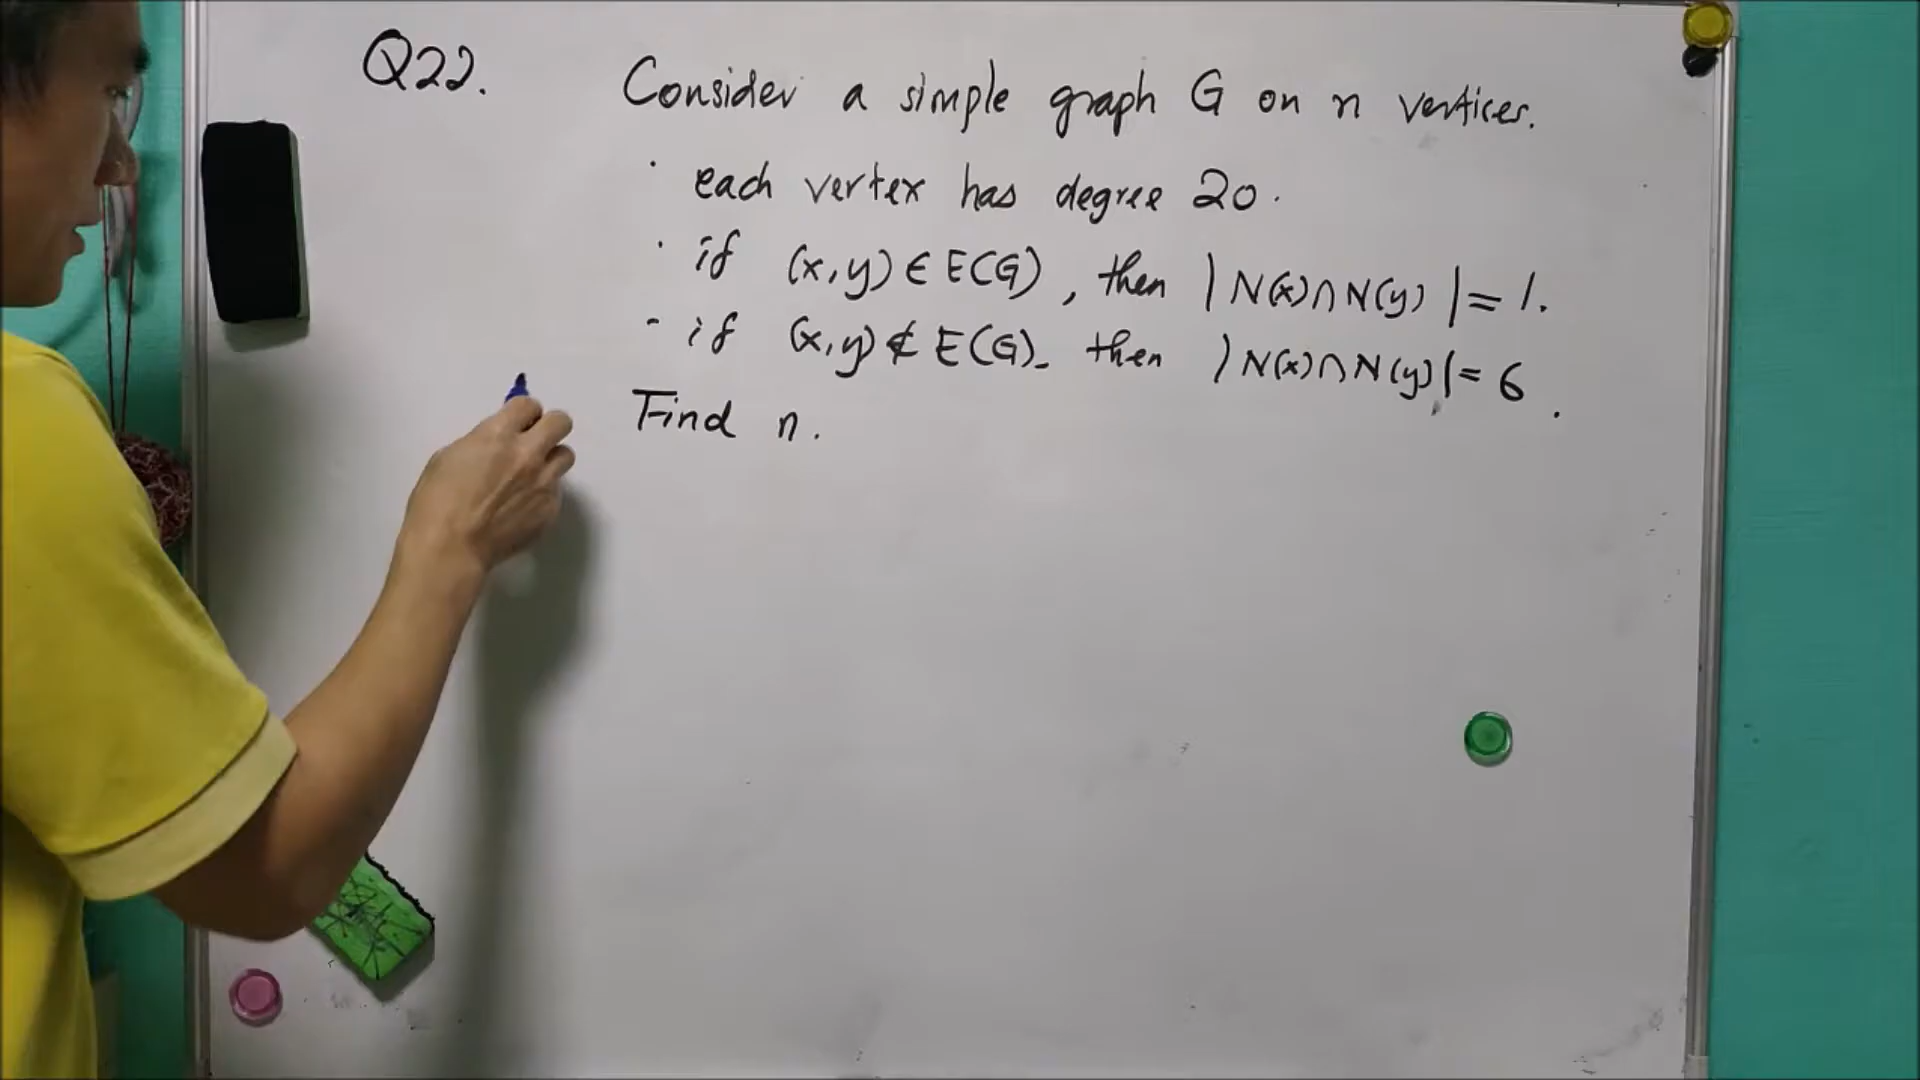 Q22. Consider a simple graph G on n vertices.
· each vertex has degree 20.
· if (x,y) ∈ E(G), then |N(x)∩N(y)| = 1.
- if (x,y) ∉ E(G). then |N(x)∩N(y)| = 6.
Find n.